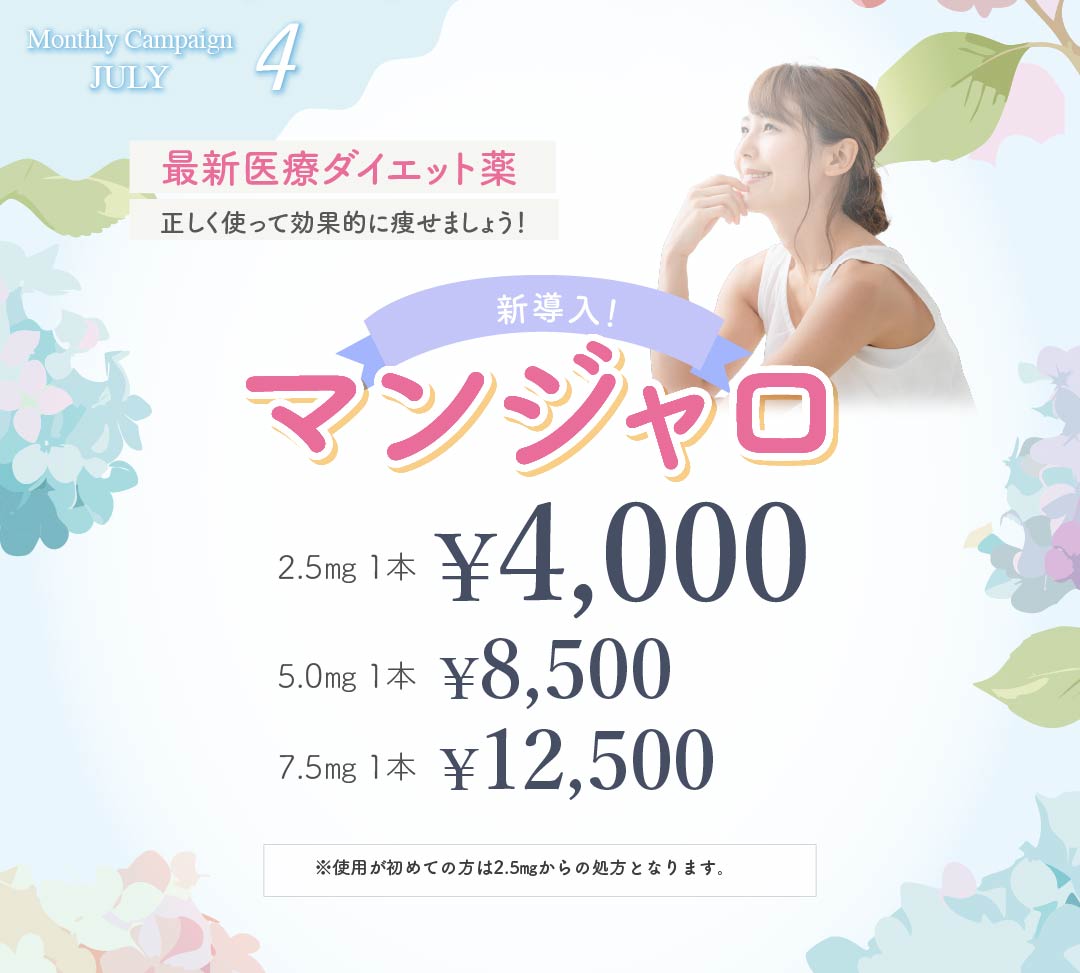 Monthly Campaign
JULY
4
最新医療ダイエット薬
正しく使って効果的に痩せましょう！
新導入！
マンジャロ
2.5mg 1本 ¥4,000
5.0mg 1本 ¥8,500
7.5mg 1本 ¥12,500
※使用が初めての方は2.5mgからの処方となります。